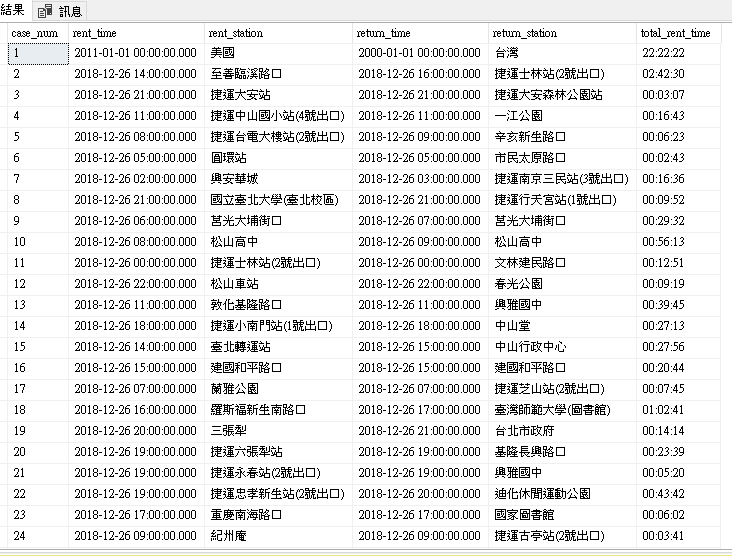 結果 訊息
case_num rent_time rent_station return_time return_station total_rent_time
1 2011-01-01 00:00:00.000 美國 2000-01-01 00:00:00.000 台灣 22:22:22
2 2018-12-26 14:00:00.000 至善臨溪路口 2018-12-26 16:00:00.000 捷運士林站(2號出口) 02:42:30
3 2018-12-26 21:00:00.000 捷運大安站 2018-12-26 21:00:00.000 捷運大安森林公園站 00:03:07
4 2018-12-26 11:00:00.000 捷運中山國小站(4號出口) 2018-12-26 11:00:00.000 一江公園 00:16:43
5 2018-12-26 08:00:00.000 捷運台電大樓站(2號出口) 2018-12-26 09:00:00.000 辛亥新生路口 00:06:23
6 2018-12-26 05:00:00.000 圓環站 2018-12-26 05:00:00.000 市民太原路口 00:02:43
7 2018-12-26 02:00:00.000 興安華城 2018-12-26 03:00:00.000 捷運南京三民站(3號出口) 00:16:36
8 2018-12-26 21:00:00.000 國立臺北大學(臺北校區) 2018-12-26 21:00:00.000 捷運行天宮站(1號出口) 00:09:52
9 2018-12-26 06:00:00.000 莒光大埔街口 2018-12-26 07:00:00.000 莒光大埔街口 00:29:32
10 2018-12-26 08:00:00.000 松山高中 2018-12-26 09:00:00.000 松山高中 00:56:13
11 2018-12-26 00:00:00.000 捷運士林站(2號出口) 2018-12-26 00:00:00.000 文林建民路口 00:12:51
12 2018-12-26 22:00:00.000 松山車站 2018-12-26 22:00:00.000 春光公園 00:09:19
13 2018-12-26 11:00:00.000 敦化基隆路口 2018-12-26 11:00:00.000 興雅國中 00:39:45
14 2018-12-26 18:00:00.000 捷運小南門站(1號出口) 2018-12-26 18:00:00.000 中山堂 00:27:13
15 2018-12-26 14:00:00.000 臺北轉運站 2018-12-26 15:00:00.000 中山行政中心 00:27:56
16 2018-12-26 15:00:00.000 建國和平路口 2018-12-26 15:00:00.000 建國和平路口 00:20:44
17 2018-12-26 07:00:00.000 蘭雅公園 2018-12-26 07:00:00.000 捷運芝山站(2號出口) 00:07:45
18 2018-12-26 16:00:00.000 羅斯福新生南路口 2018-12-26 17:00:00.000 臺灣師範大學(圖書館) 01:02:41
19 2018-12-26 20:00:00.000 三張犁 2018-12-26 21:00:00.000 台北市政府 00:14:14
20 2018-12-26 19:00:00.000 捷運六張犁站 2018-12-26 19:00:00.000 基隆長興路口 00:23:39
21 2018-12-26 19:00:00.000 捷運永春站(2號出口) 2018-12-26 19:00:00.000 興雅國中 00:05:20
22 2018-12-26 19:00:00.000 捷運忠孝新生站(2號出口) 2018-12-26 20:00:00.000 迪化休閒運動公園 00:43:42
23 2018-12-26 17:00:00.000 重慶南海路口 2018-12-26 17:00:00.000 國家圖書館 00:06:02
24 2018-12-26 09:00:00.000 紀州庵 2018-12-26 09:00:00.000 捷運古亭站(2號出口) 00:03:41